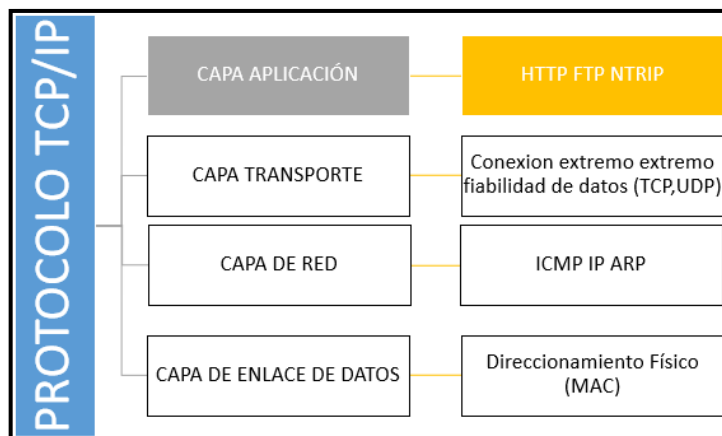 PROTOCOLO TCP/IP
CAPA APLICACIÓN
HTTP FTP NTRIP
CAPA TRANSPORTE
Conexion extremo extremo
fiabilidad de datos (TCP,UDP)
CAPA DE RED
ICMP IP ARP
CAPA DE ENLACE DE DATOS
Direccionamiento Físico
(MAC)